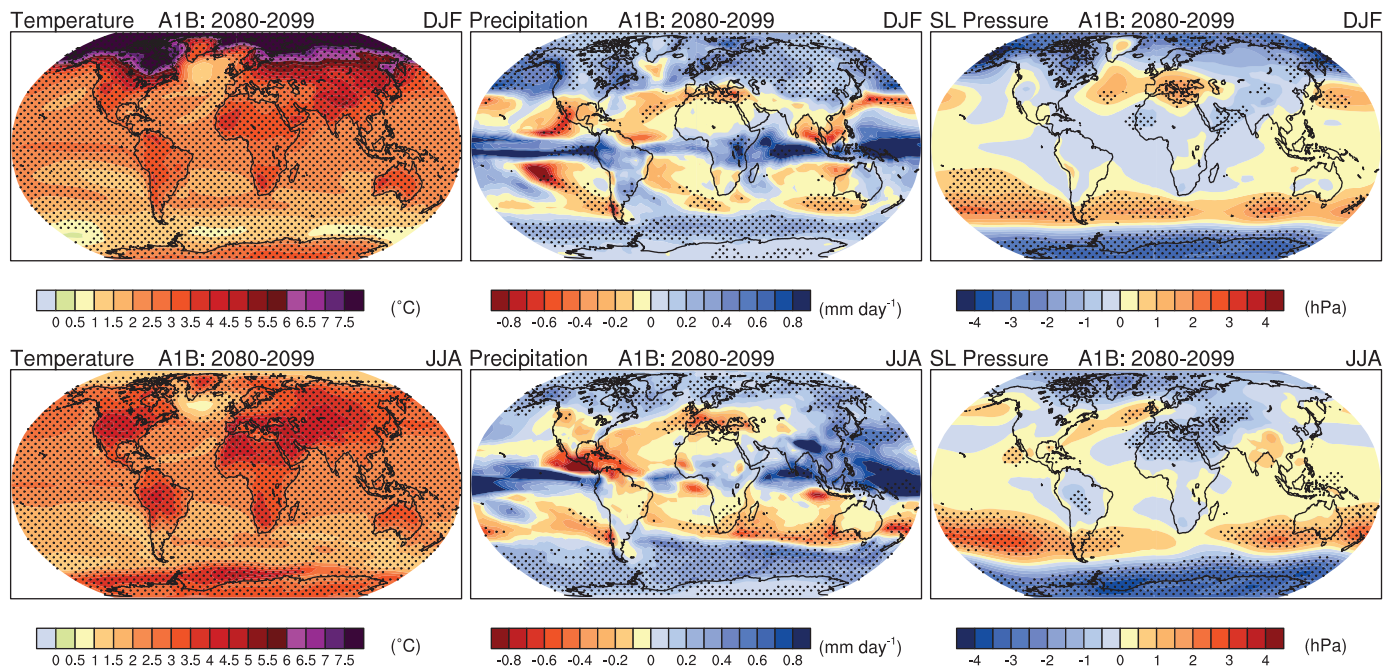 Temperature A1B: 2080-2099 DJF
Precipitation A1B: 2080-2099 DJF
SL Pressure A1B: 2080-2099 DJF
0 0.5 1 1.5 2 2.5 3 3.5 4 4.5 5 5.5 6 6.5 7 7.5 (°C)
-0.8 -0.6 -0.4 -0.2 0 0.2 0.4 0.6 0.8 (mm day-1)
-4 -3 -2 -1 0 1 2 3 4 (hPa)
Temperature A1B: 2080-2099 JJA
Precipitation A1B: 2080-2099 JJA
SL Pressure A1B: 2080-2099 JJA
0 0.5 1 1.5 2 2.5 3 3.5 4 4.5 5 5.5 6 6.5 7 7.5 (°C)
-0.8 -0.6 -0.4 -0.2 0 0.2 0.4 0.6 0.8 (mm day-1)
-4 -3 -2 -1 0 1 2 3 4 (hPa)